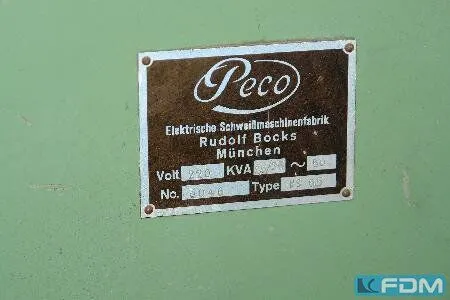 Peco
Elektrische Schweißmaschinenfabrik
Rudolf Bocks
München
Volt 220 KVA ~ 50
No. Type
FDM